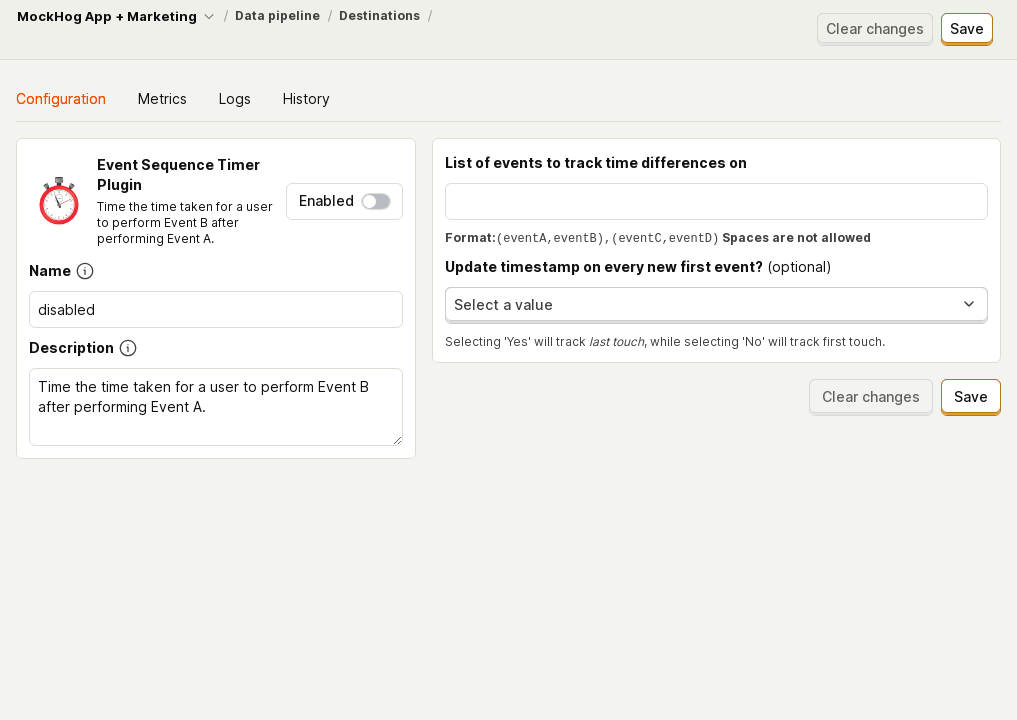 MockHog App + Marketing / Data pipeline / Destinations /
Clear changes Save
Configuration Metrics Logs History
Event Sequence Timer
Plugin
Time the time taken for a user
to perform Event B after
performing Event A.
Enabled
Name
disabled
Description
Time the time taken for a user to perform Event B
after performing Event A.
List of events to track time differences on
Format:(eventA,eventB),(eventC,eventD) Spaces are not allowed
Update timestamp on every new first event? (optional)
Select a value
Selecting 'Yes' will track last touch, while selecting 'No' will track first touch.
Clear changes Save